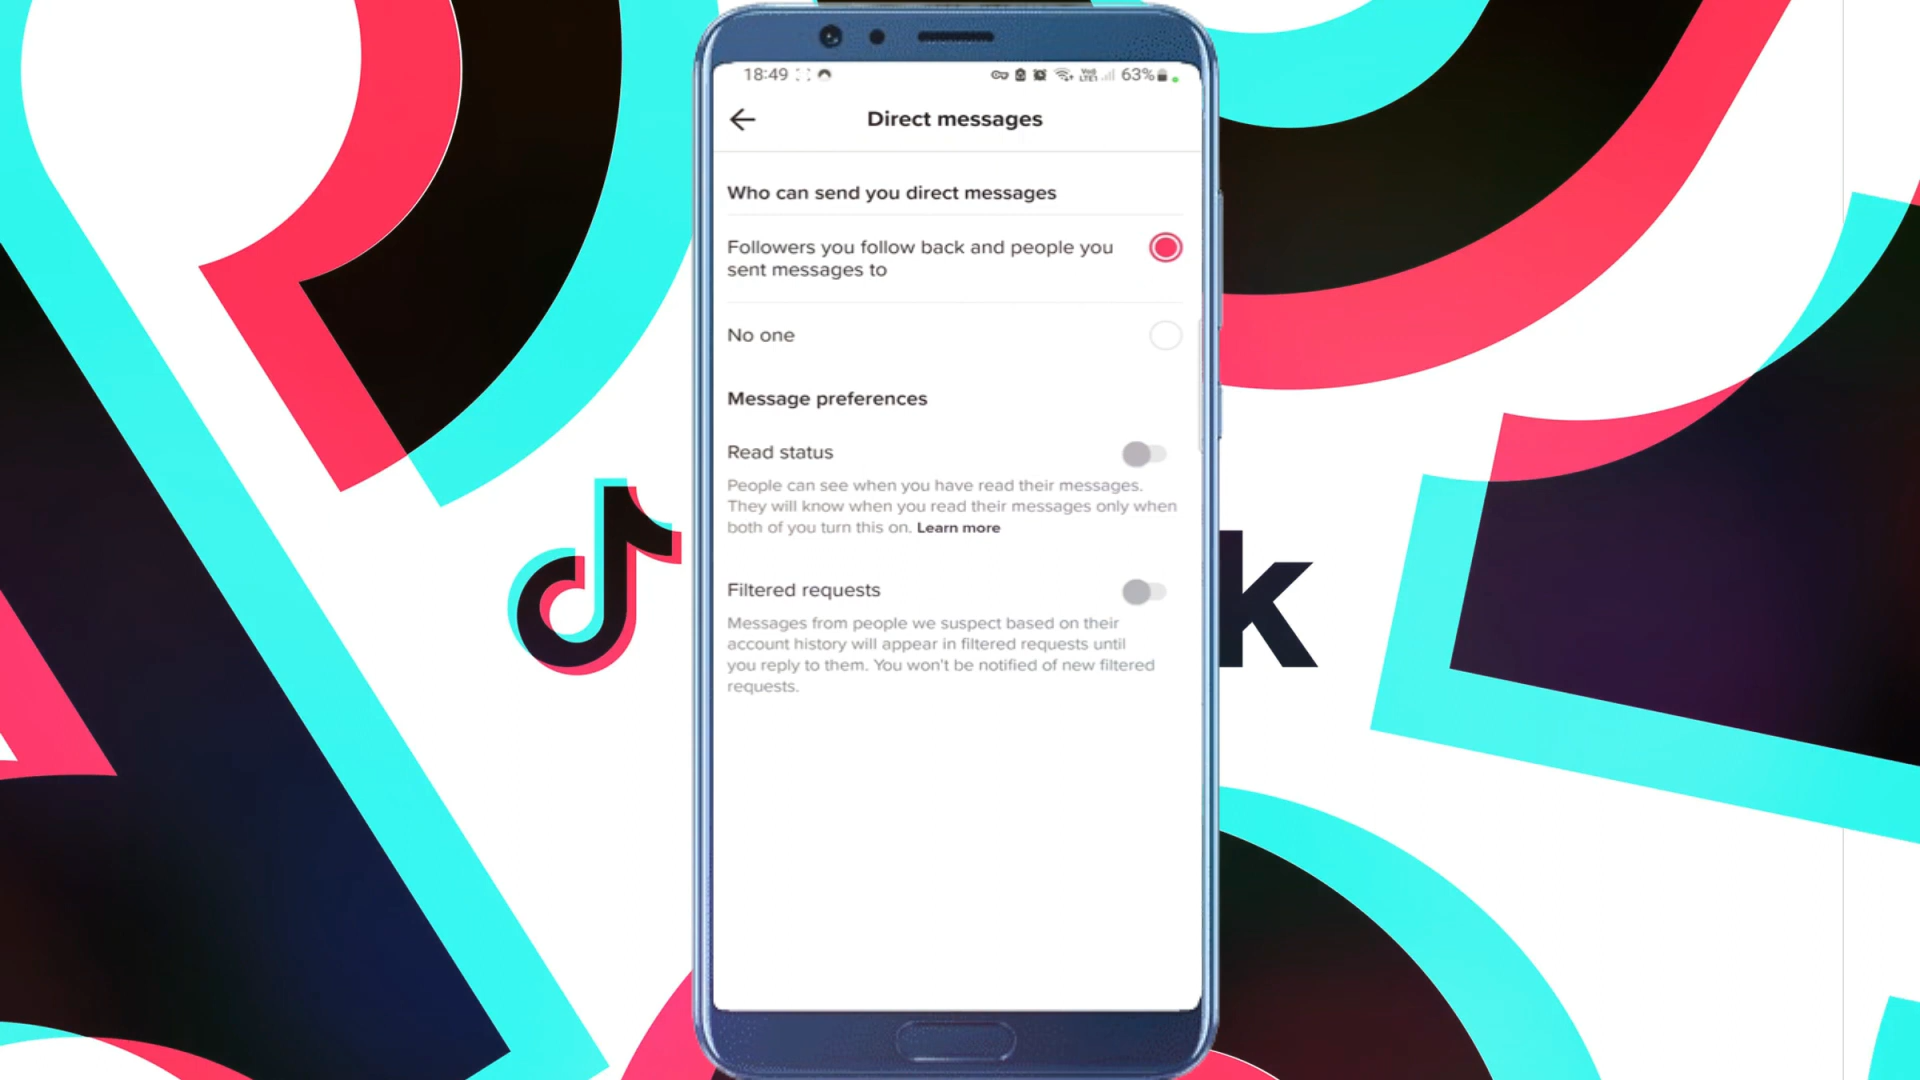 18:49
Vo) LTE1 63%
Direct messages
Who can send you direct messages
Followers you follow back and people you
sent messages to
No one
Message preferences
Read status
People can see when you have read their messages.
They will know when you read their messages only when
both of you turn this on. Learn more
Filtered requests
Messages from people we suspect based on their
account history will appear in filtered requests until
you reply to them. You won't be notified of new filtered
requests.
k